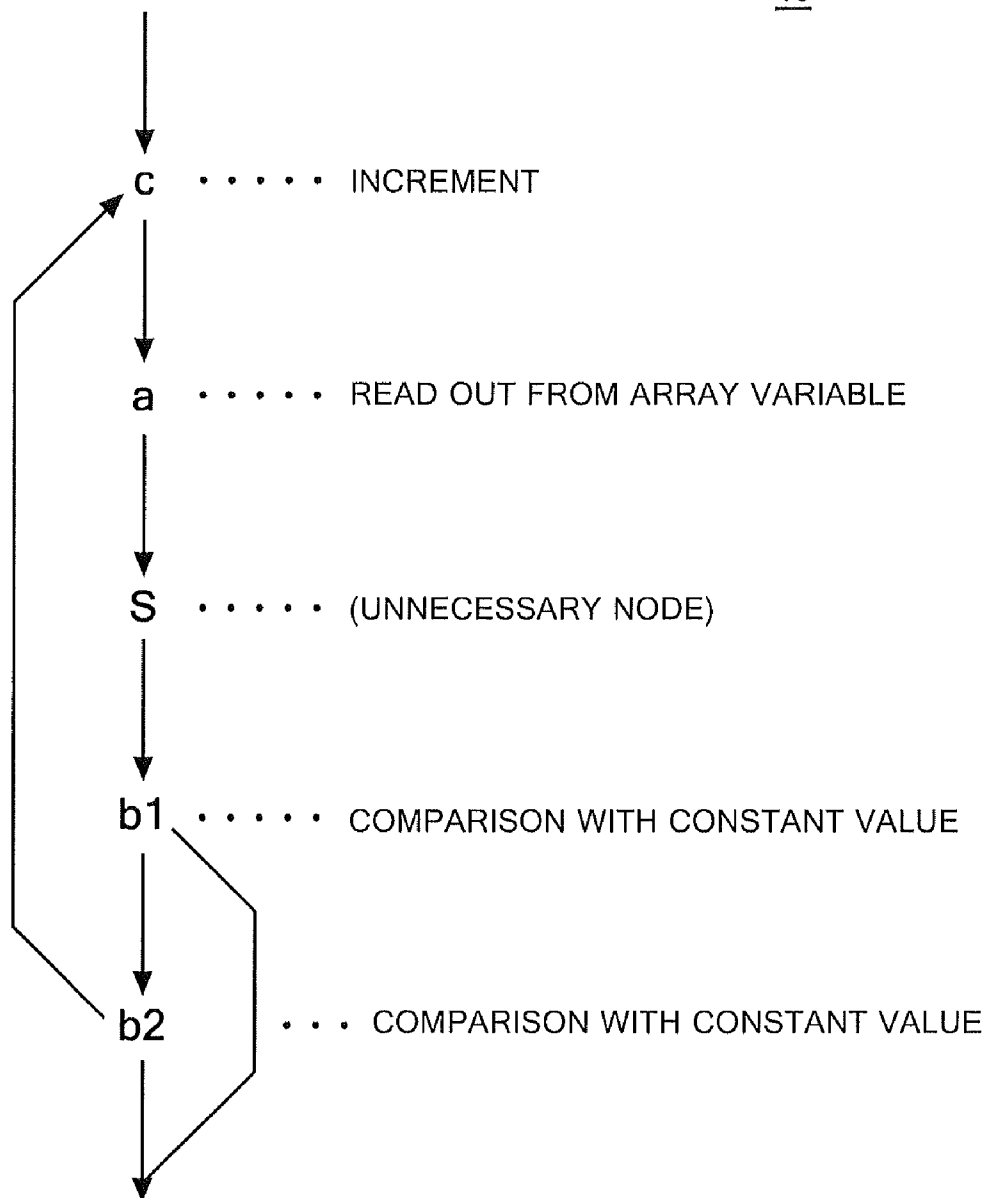 c ..... INCREMENT
a ..... READ OUT FROM ARRAY VARIABLE
S ..... (UNNECESSARY NODE)
b1 ..... COMPARISON WITH CONSTANT VALUE
b2 ... COMPARISON WITH CONSTANT VALUE